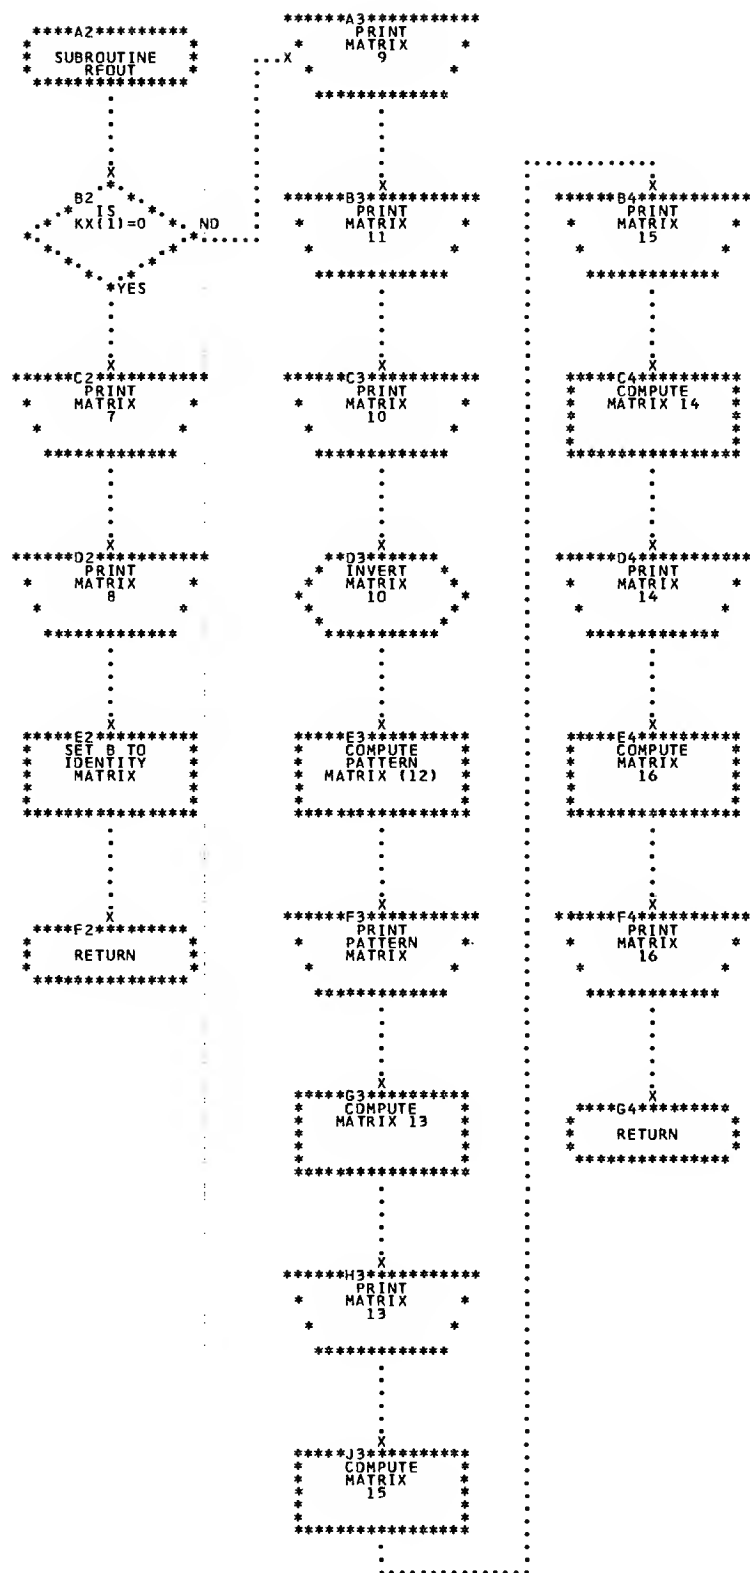 A2
SUBROUTINE
RFOUT
B2
IS
KX(1)=0
NO
YES
C2
PRINT
MATRIX
7
D2
PRINT
MATRIX
8
E2
SET B TO
IDENTITY
MATRIX
F2
RETURN
A3
PRINT
MATRIX
9
B3
PRINT
MATRIX
11
C3
PRINT
MATRIX
10
D3
INVERT
MATRIX
10
E3
COMPUTE
PATTERN
MATRIX (12)
F3
PRINT
PATTERN
MATRIX
G3
COMPUTE
MATRIX 13
H3
PRINT
MATRIX
13
J3
COMPUTE
MATRIX
15
B4
PRINT
MATRIX
15
C4
COMPUTE
MATRIX 14
D4
PRINT
MATRIX
14
E4
COMPUTE
MATRIX
16
F4
PRINT
MATRIX
16
G4
RETURN